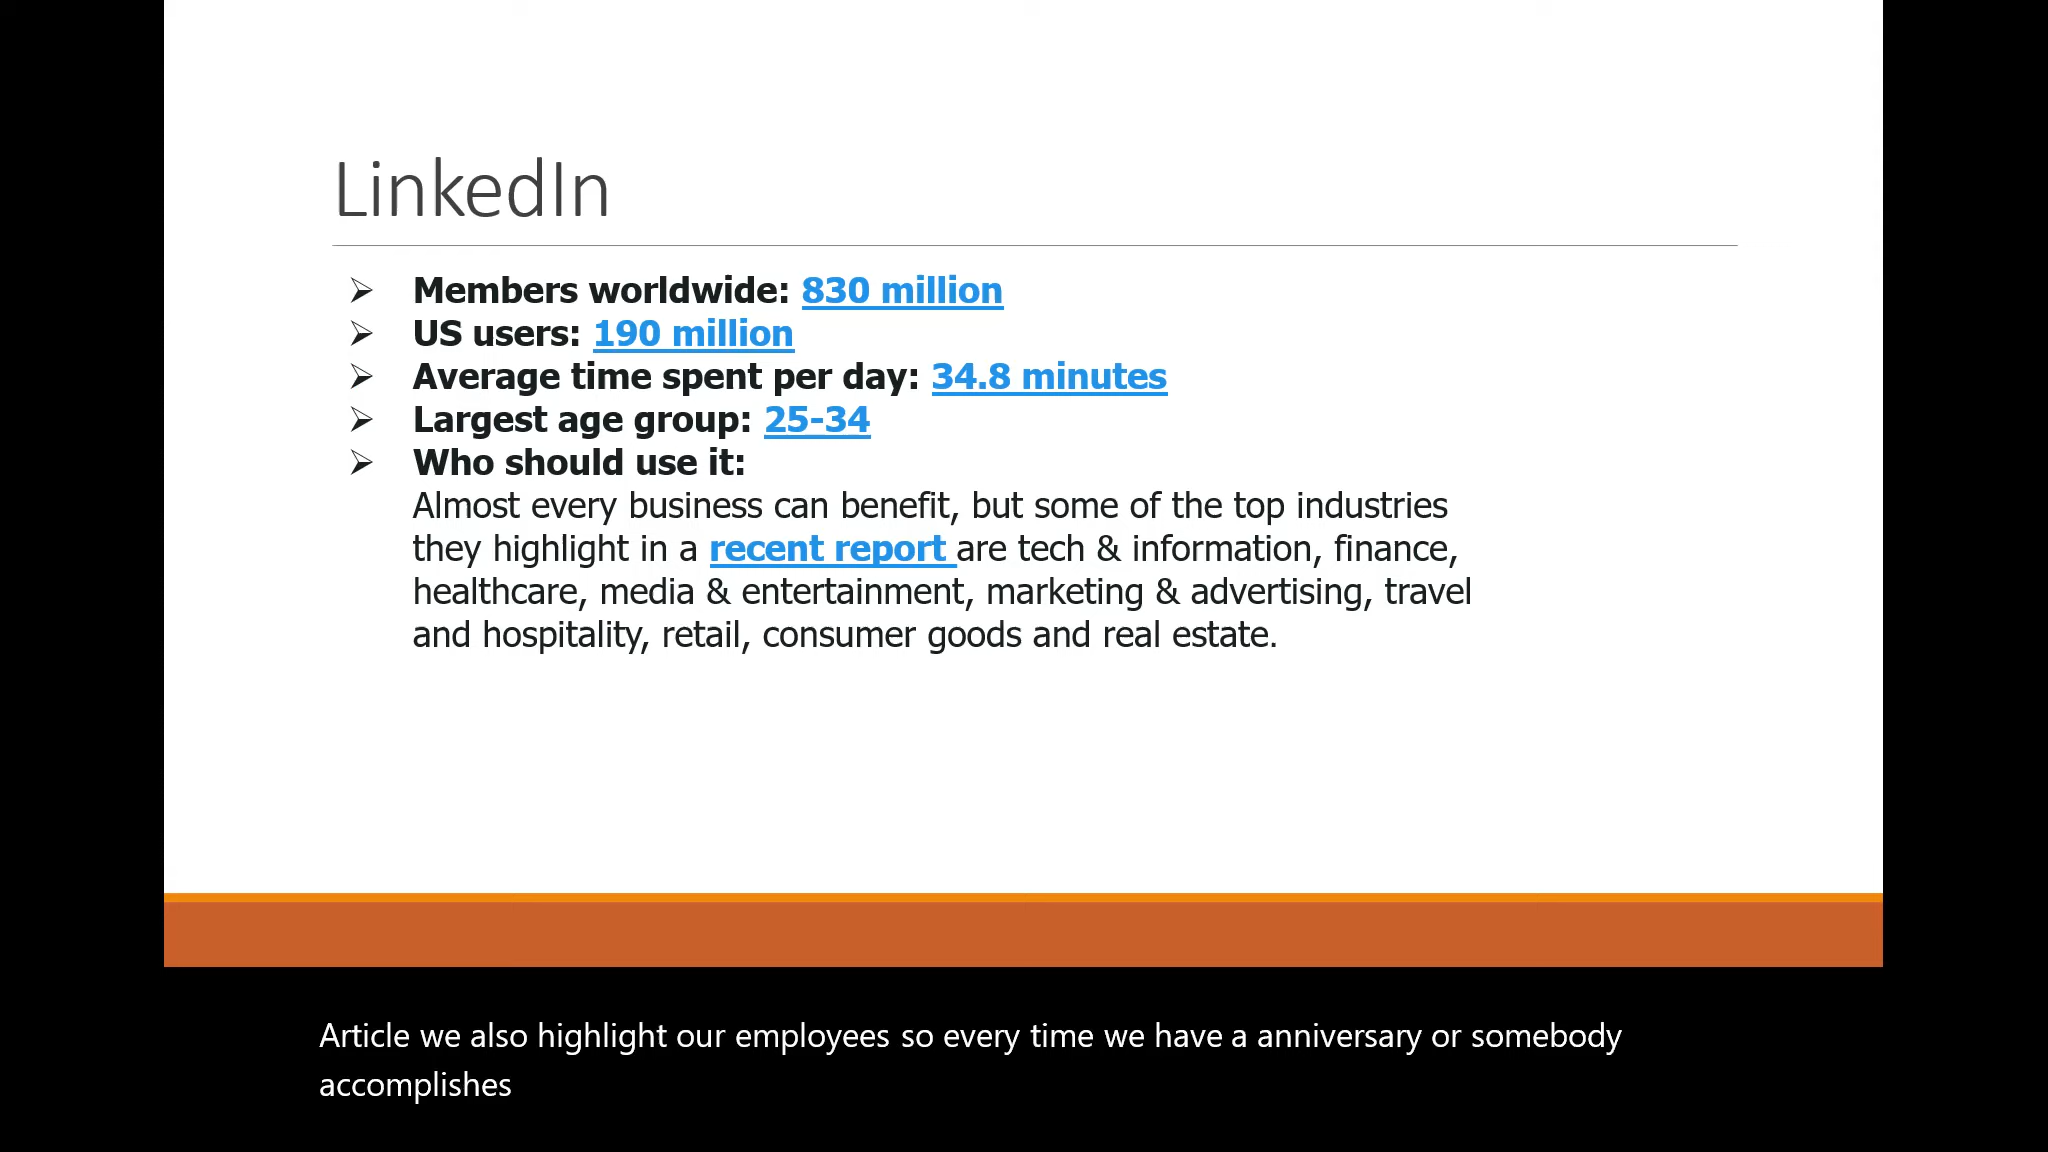 LinkedIn
➢ Members worldwide: 830 million
➢ US users: 190 million
➢ Average time spent per day: 34.8 minutes
➢ Largest age group: 25-34
➢ Who should use it:
Almost every business can benefit, but some of the top industries
they highlight in a recent report are tech & information, finance,
healthcare, media & entertainment, marketing & advertising, travel
and hospitality, retail, consumer goods and real estate.
Article we also highlight our employees so every time we have a anniversary or somebody
accomplishes